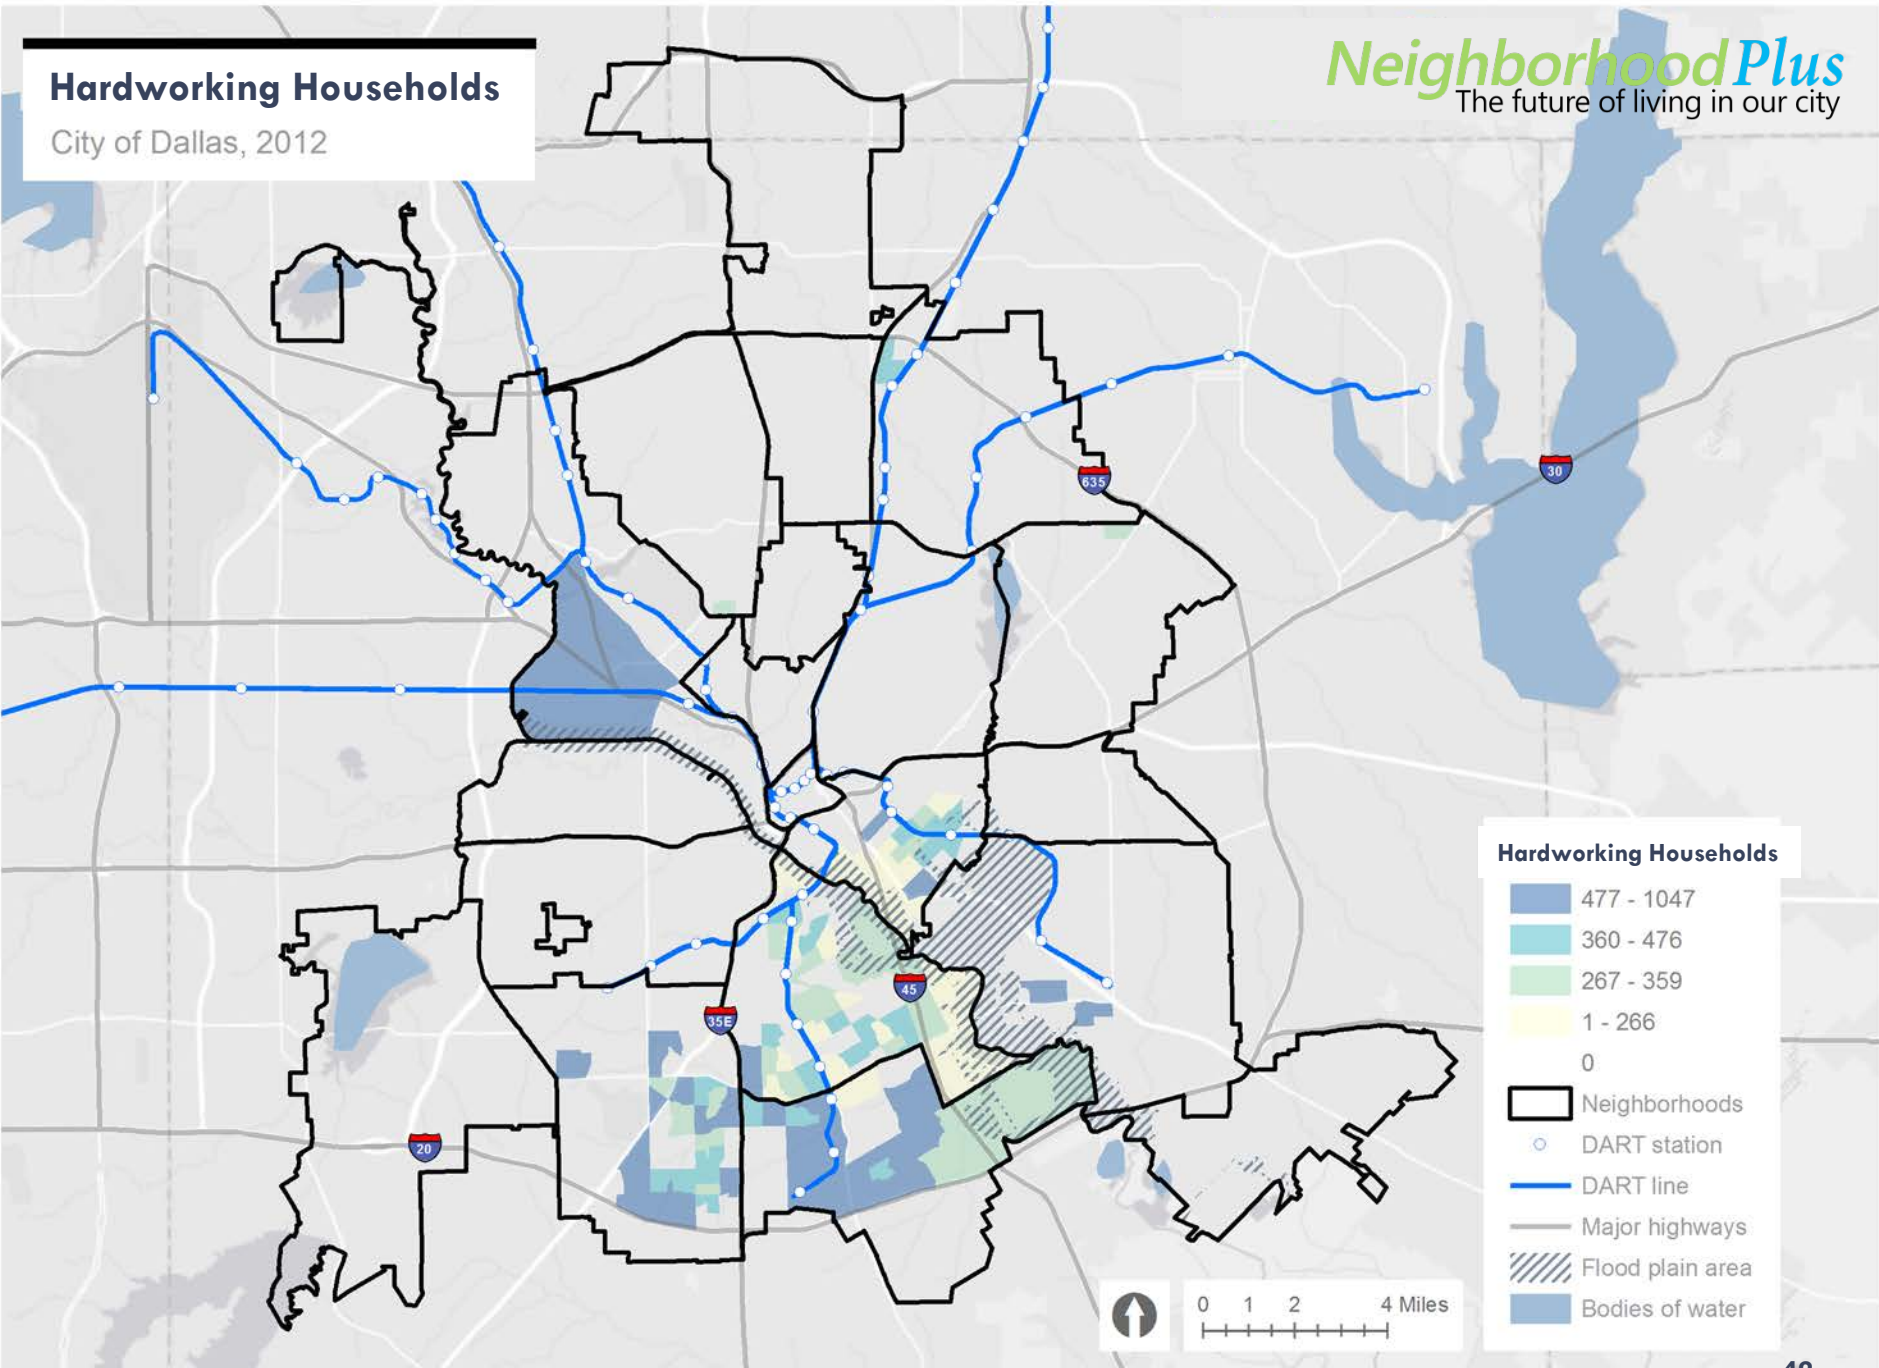 Hardworking Households
City of Dallas, 2012
NeighborhoodPlus
The future of living in our city
635
30
45
35E
20
Hardworking Households
477 - 1047
360 - 476
267 - 359
1 - 266
0
Neighborhoods
DART station
DART line
Major highways
Flood plain area
Bodies of water
0 1 2 4 Miles